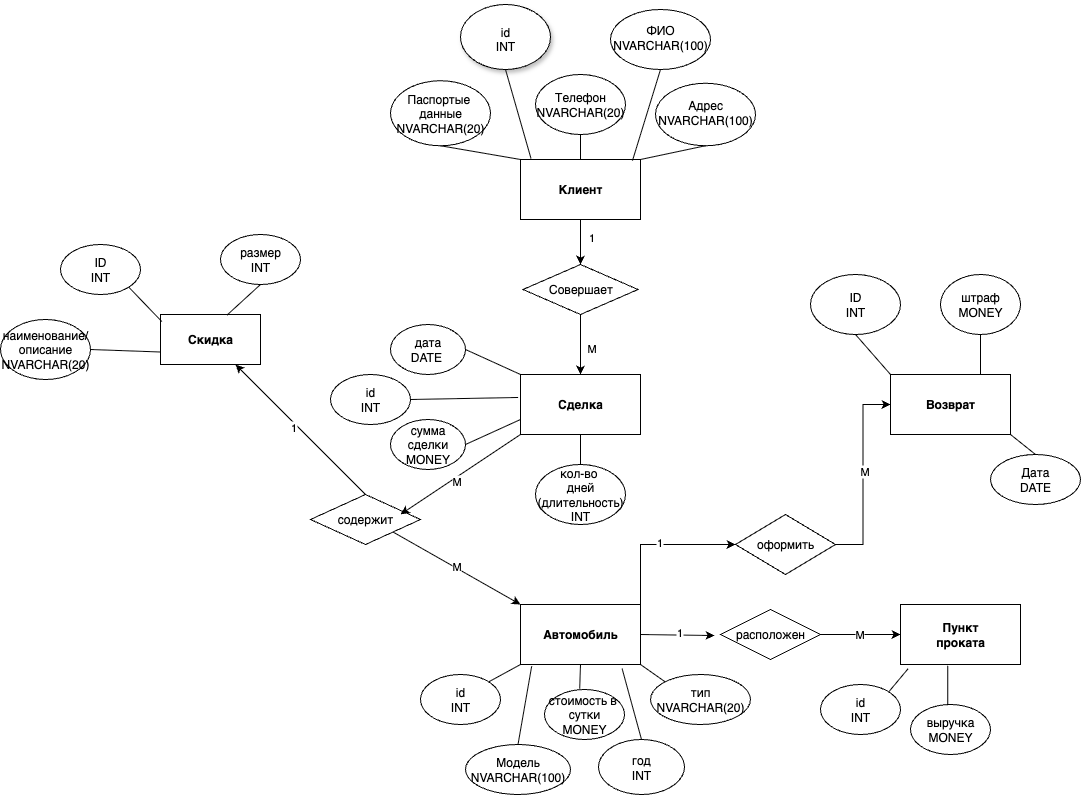 id
INT
ФИО
NVARCHAR(100)
Паспортые
данные
NVARCHAR(20)
Телефон
NVARCHAR(20)
Адрес
NVARCHAR(100)
Клиент
1
Совершает
M
ID
INT
размер
INT
наименование/
описание
NVARCHAR(20)
Скидка
1
дата
DATE
id
INT
сумма
сделки
MONEY
Сделка
кол-во
дней
(длительность)
INT
M
содержит
M
ID
INT
штраф
MONEY
Возврат
Дата
DATE
M
оформить
1
Автомобиль
1
расположен
M
Пункт
проката
id
INT
стоимость в
сутки
MONEY
тип
NVARCHAR(20)
Модель
NVARCHAR(100)
год
INT
id
INT
выручка
MONEY